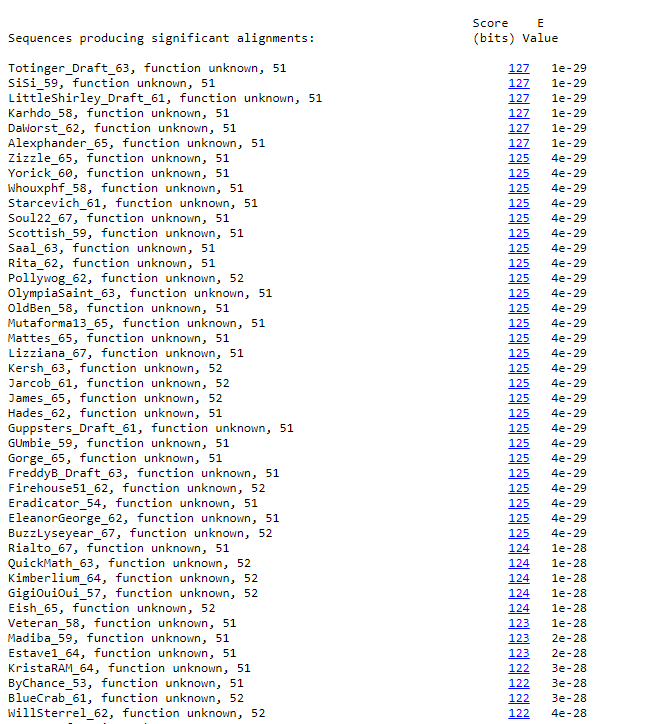 Score E
Sequences producing significant alignments: (bits) Value
Totinger_Draft_63, function unknown, 51 127 1e-29
SiSi_59, function unknown, 51 127 1e-29
LittleShirley_Draft_61, function unknown, 51 127 1e-29
Karhdo_58, function unknown, 51 127 1e-29
DaWorst_62, function unknown, 51 127 1e-29
Alexphander_65, function unknown, 51 127 1e-29
Zizzle_65, function unknown, 51 125 4e-29
Yorick_60, function unknown, 51 125 4e-29
Whouxphf_58, function unknown, 51 125 4e-29
Starcevich_61, function unknown, 51 125 4e-29
Soul22_67, function unknown, 51 125 4e-29
Scottish_59, function unknown, 51 125 4e-29
Saal_63, function unknown, 51 125 4e-29
Rita_62, function unknown, 51 125 4e-29
Pollywog_62, function unknown, 52 125 4e-29
OlympiaSaint_63, function unknown, 51 125 4e-29
OldBen_58, function unknown, 51 125 4e-29
Mutaforma13_65, function unknown, 51 125 4e-29
Mattes_65, function unknown, 51 125 4e-29
Lizziana_67, function unknown, 51 125 4e-29
Kersh_63, function unknown, 52 125 4e-29
Jarcob_61, function unknown, 52 125 4e-29
James_65, function unknown, 52 125 4e-29
Hades_62, function unknown, 51 125 4e-29
Guppsters_Draft_61, function unknown, 51 125 4e-29
GUmbie_59, function unknown, 51 125 4e-29
Gorge_65, function unknown, 51 125 4e-29
FreddyB_Draft_63, function unknown, 51 125 4e-29
Firehouse51_62, function unknown, 52 125 4e-29
Eradicator_54, function unknown, 51 125 4e-29
EleanorGeorge_62, function unknown, 51 125 4e-29
BuzzLyseyear_67, function unknown, 52 125 4e-29
Rialto_67, function unknown, 51 124 1e-28
QuickMath_63, function unknown, 52 124 1e-28
Kimberlium_64, function unknown, 52 124 1e-28
GigiOuiOui_57, function unknown, 52 124 1e-28
Eish_65, function unknown, 52 124 1e-28
Veteran_58, function unknown, 51 123 1e-28
Madiba_59, function unknown, 51 123 2e-28
Estave1_64, function unknown, 51 123 2e-28
KristaRAM_64, function unknown, 51 122 3e-28
ByChance_53, function unknown, 51 122 3e-28
BlueCrab_61, function unknown, 52 122 3e-28
WillSterrel_62, function unknown, 52 122 4e-28